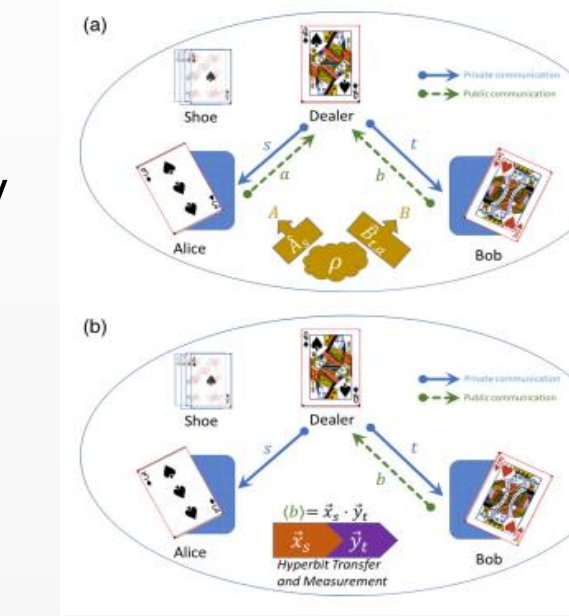 (a)
Shoe
Dealer
Private communication
Public communication
s
a
t
b
A
B
Âₛ
B̂ₜ,ₐ
ρ
Alice
Bob
y
(b)
Shoe
Dealer
Private communication
Public communication
s
t
b
⟨b⟩= x⃗ₛ · y⃗ₜ
x⃗ₛ
y⃗ₜ
Hyperbit Transfer
and Measurement
Alice
Bob